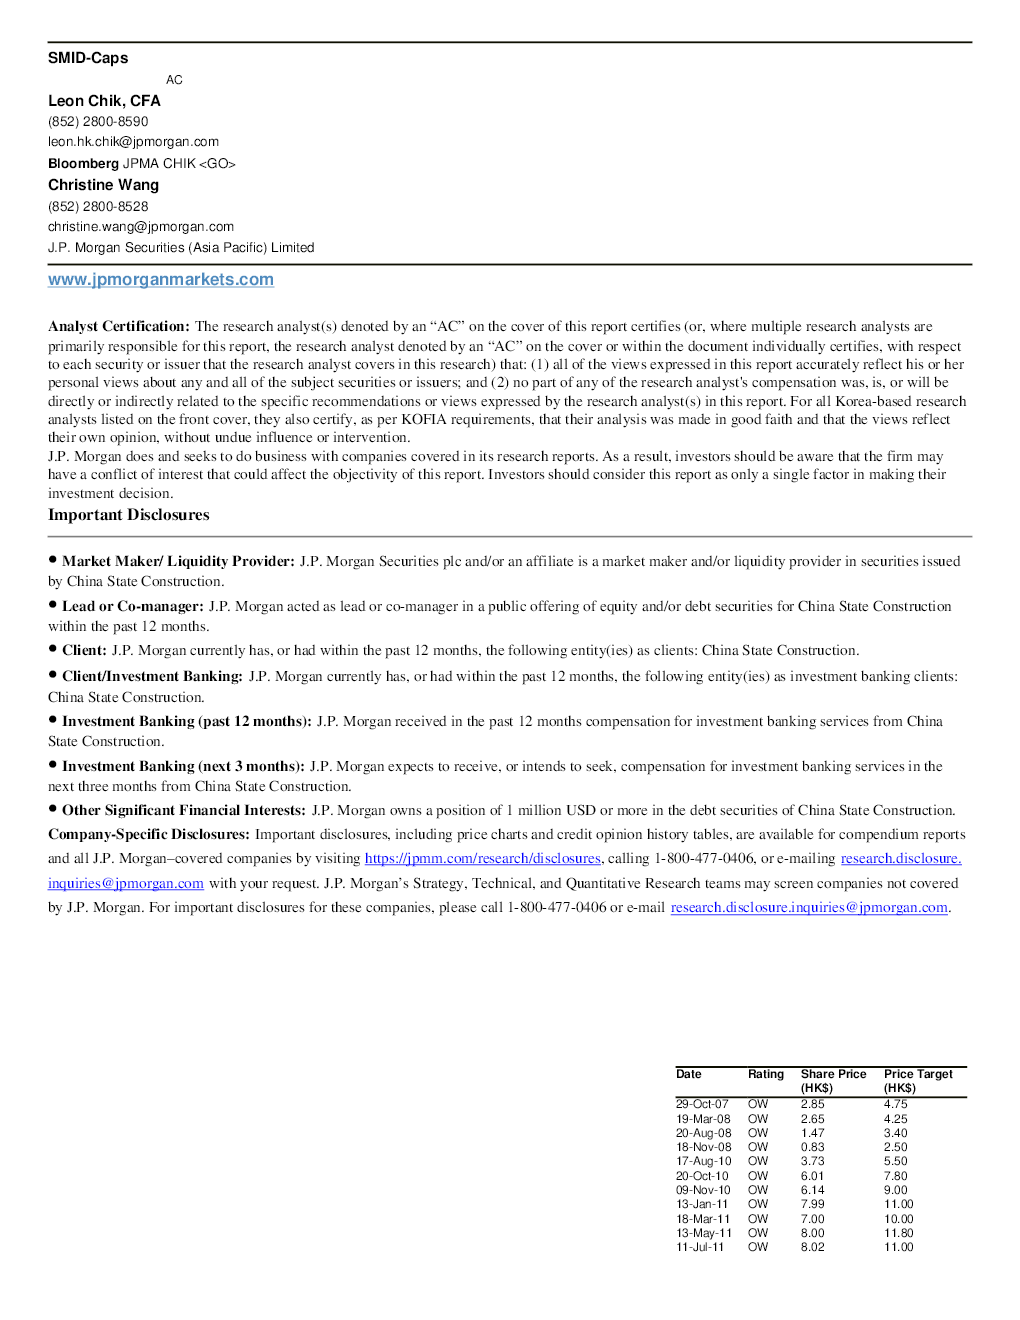 SMID-Caps
AC
Leon Chik, CFA
(852) 2800-8590
leon.hk.chik@jpmorgan.com
Bloomberg JPMA CHIK <GO>
Christine Wang
(852) 2800-8528
christine.wang@jpmorgan.com
J.P. Morgan Securities (Asia Pacific) Limited
www.jpmorganmarkets.com
Analyst Certification: The research analyst(s) denoted by an “AC” on the cover of this report certifies (or, where multiple research analysts are
primarily responsible for this report, the research analyst denoted by an “AC” on the cover or within the document individually certifies, with respect
to each security or issuer that the research analyst covers in this research) that: (1) all of the views expressed in this report accurately reflect his or her
personal views about any and all of the subject securities or issuers; and (2) no part of any of the research analyst's compensation was, is, or will be
directly or indirectly related to the specific recommendations or views expressed by the research analyst(s) in this report. For all Korea-based research
analysts listed on the front cover, they also certify, as per KOFIA requirements, that their analysis was made in good faith and that the views reflect
their own opinion, without undue influence or intervention.
J.P. Morgan does and seeks to do business with companies covered in its research reports. As a result, investors should be aware that the firm may
have a conflict of interest that could affect the objectivity of this report. Investors should consider this report as only a single factor in making their
investment decision.
Important Disclosures
● Market Maker/ Liquidity Provider: J.P. Morgan Securities plc and/or an affiliate is a market maker and/or liquidity provider in securities issued
by China State Construction.
● Lead or Co-manager: J.P. Morgan acted as lead or co-manager in a public offering of equity and/or debt securities for China State Construction
within the past 12 months.
● Client: J.P. Morgan currently has, or had within the past 12 months, the following entity(ies) as clients: China State Construction.
● Client/Investment Banking: J.P. Morgan currently has, or had within the past 12 months, the following entity(ies) as investment banking clients:
China State Construction.
● Investment Banking (past 12 months): J.P. Morgan received in the past 12 months compensation for investment banking services from China
State Construction.
● Investment Banking (next 3 months): J.P. Morgan expects to receive, or intends to seek, compensation for investment banking services in the
next three months from China State Construction.
● Other Significant Financial Interests: J.P. Morgan owns a position of 1 million USD or more in the debt securities of China State Construction.
Company-Specific Disclosures: Important disclosures, including price charts and credit opinion history tables, are available for compendium reports
and all J.P. Morgan–covered companies by visiting https://jpmm.com/research/disclosures, calling 1-800-477-0406, or e-mailing research.disclosure.
inquiries@jpmorgan.com with your request. J.P. Morgan’s Strategy, Technical, and Quantitative Research teams may screen companies not covered
by J.P. Morgan. For important disclosures for these companies, please call 1-800-477-0406 or e-mail research.disclosure.inquiries@jpmorgan.com.
Date Rating Share Price Price Target
(HK$) (HK$)
29-Oct-07 OW 2.85 4.75
19-Mar-08 OW 2.65 4.25
20-Aug-08 OW 1.47 3.40
18-Nov-08 OW 0.83 2.50
17-Aug-10 OW 3.73 5.50
20-Oct-10 OW 6.01 7.80
09-Nov-10 OW 6.14 9.00
13-Jan-11 OW 7.99 11.00
18-Mar-11 OW 7.00 10.00
13-May-11 OW 8.00 11.80
11-Jul-11 OW 8.02 11.00